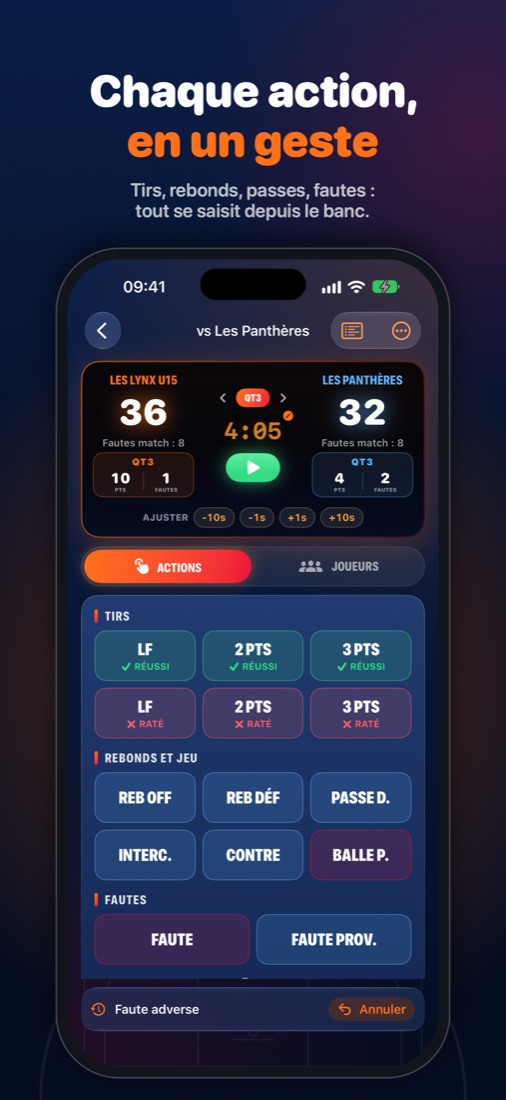 Chaque action,
en un geste
Tirs, rebonds, passes, fautes :
tout se saisit depuis le banc.
09:41
vs Les Panthères
LES LYNX U15
QT3
LES PANTHÈRES
36
4:05
32
Fautes match : 8
Fautes match : 8
QT3
10
1
PTS
FAUTES
QT3
4
2
PTS
FAUTES
AJUSTER
-10s
-1s
+1s
+10s
ACTIONS
JOUEURS
TIRS
LF
RÉUSSI
2 PTS
RÉUSSI
3 PTS
RÉUSSI
LF
RATÉ
2 PTS
RATÉ
3 PTS
RATÉ
REBONDS ET JEU
REB OFF
REB DÉF
PASSE D.
INTERC.
CONTRE
BALLE P.
FAUTES
FAUTE
FAUTE PROV.
Faute adverse
Annuler